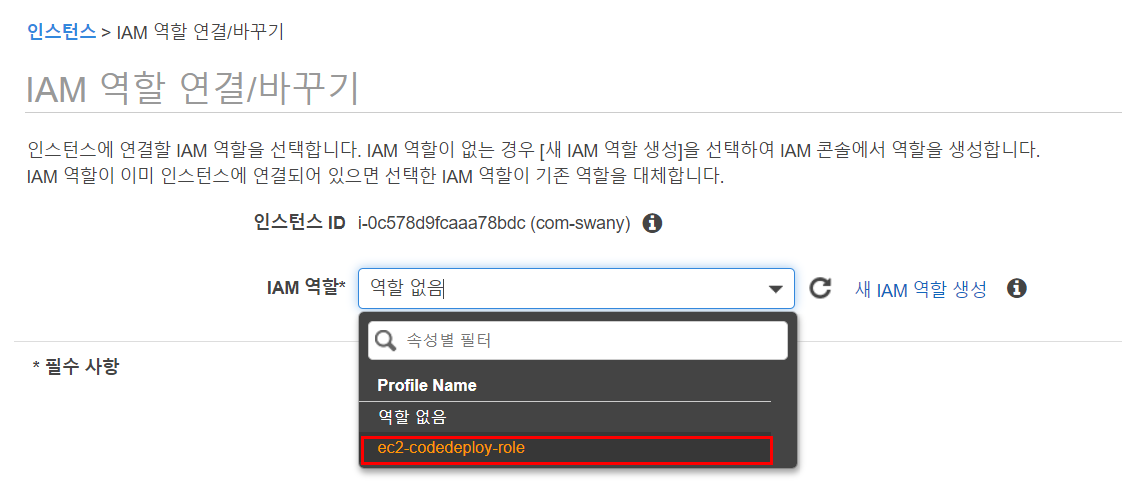 인스턴스 > IAM 역할 연결/바꾸기
IAM 역할 연결/바꾸기
인스턴스에 연결할 IAM 역할을 선택합니다. IAM 역할이 없는 경우 [새 IAM 역할 생성]을 선택하여 IAM 콘솔에서 역할을 생성합니다.
IAM 역할이 이미 인스턴스에 연결되어 있으면 선택한 IAM 역할이 기존 역할을 대체합니다.
인스턴스 ID i-0c578d9fcaaa78bdc (com-swany)
IAM 역할* 역할 없음 새 IAM 역할 생성
속성별 필터
* 필수 사항
Profile Name
역할 없음
ec2-codedeploy-role